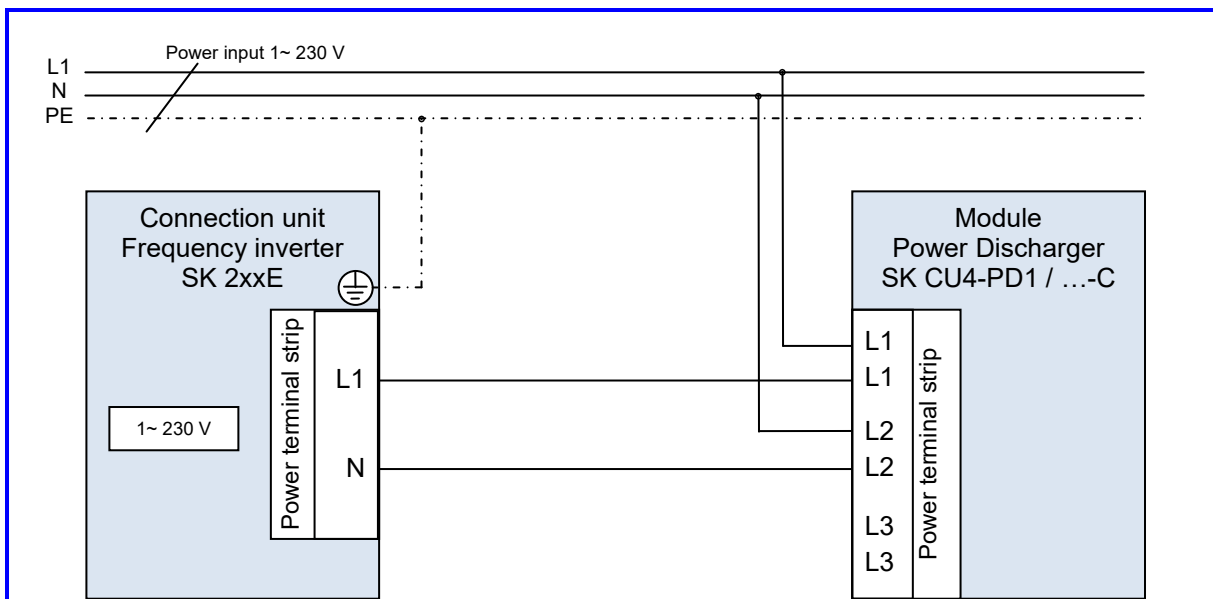 Power input 1~ 230 V
L1
N
PE
Connection unit
Frequency inverter
SK 2xxE
Power terminal strip
L1
N
1~ 230 V
Module
Power Discharger
SK CU4-PD1 / …-C
L1
L1
L2
L2
L3
L3
Power terminal strip